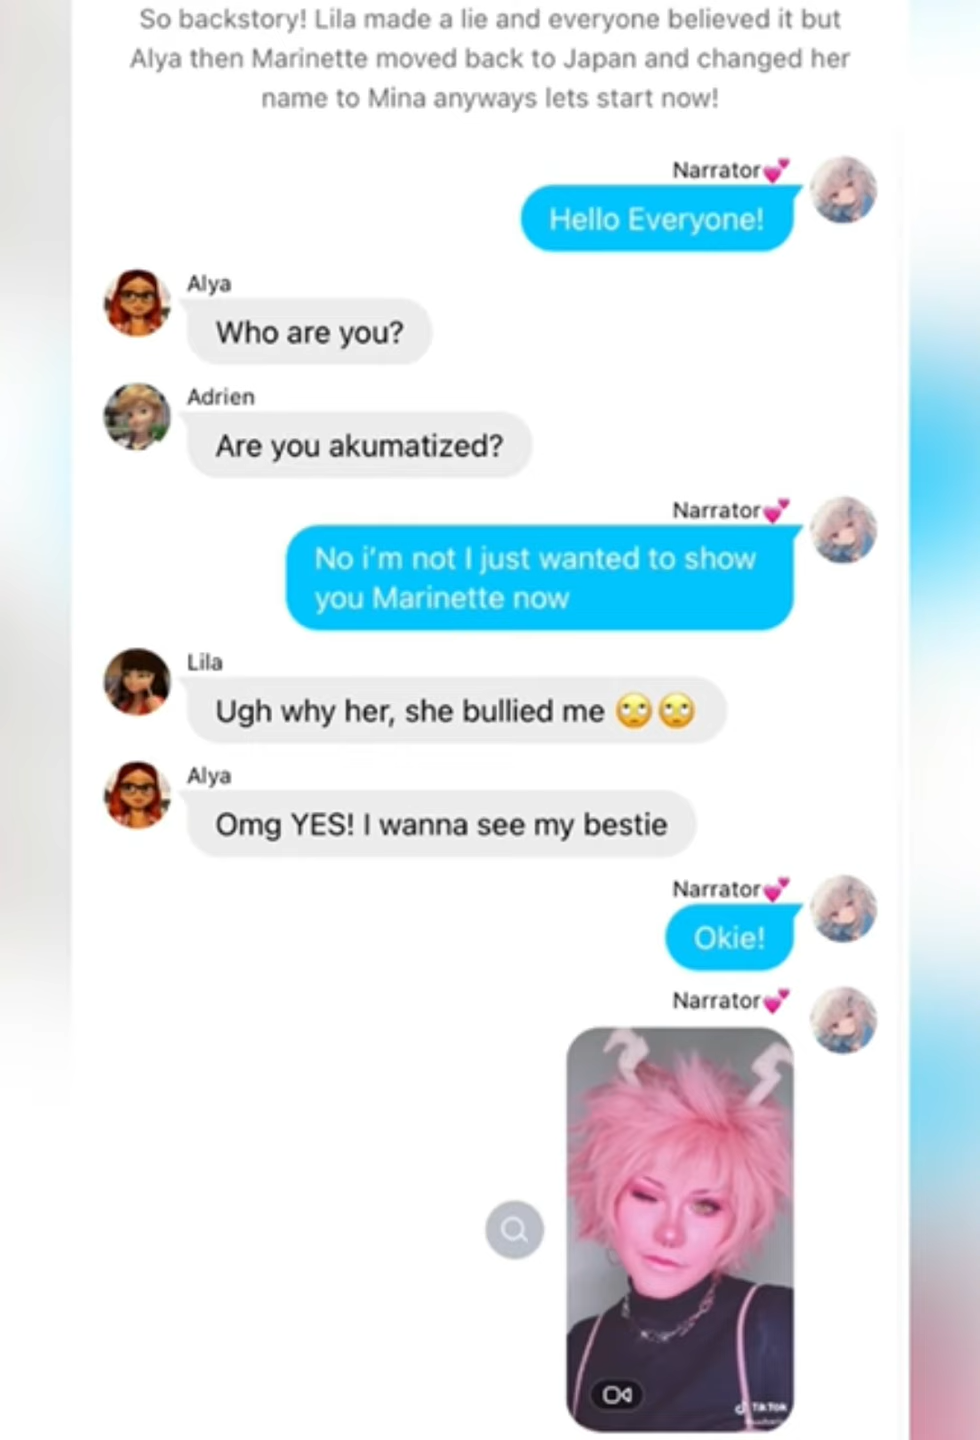 So backstory! Lila made a lie and everyone believed it but
Alya then Marinette moved back to Japan and changed her
name to Mina anyways lets start now!
Narrator💕
Hello Everyone!
Alya
Who are you?
Adrien
Are you akumatized?
Narrator💕
No i'm not I just wanted to show
you Marinette now
Lila
Ugh why her, she bullied me 🙄🙄
Alya
Omg YES! I wanna see my bestie
Narrator💕
Okie!
Narrator💕
TikTok